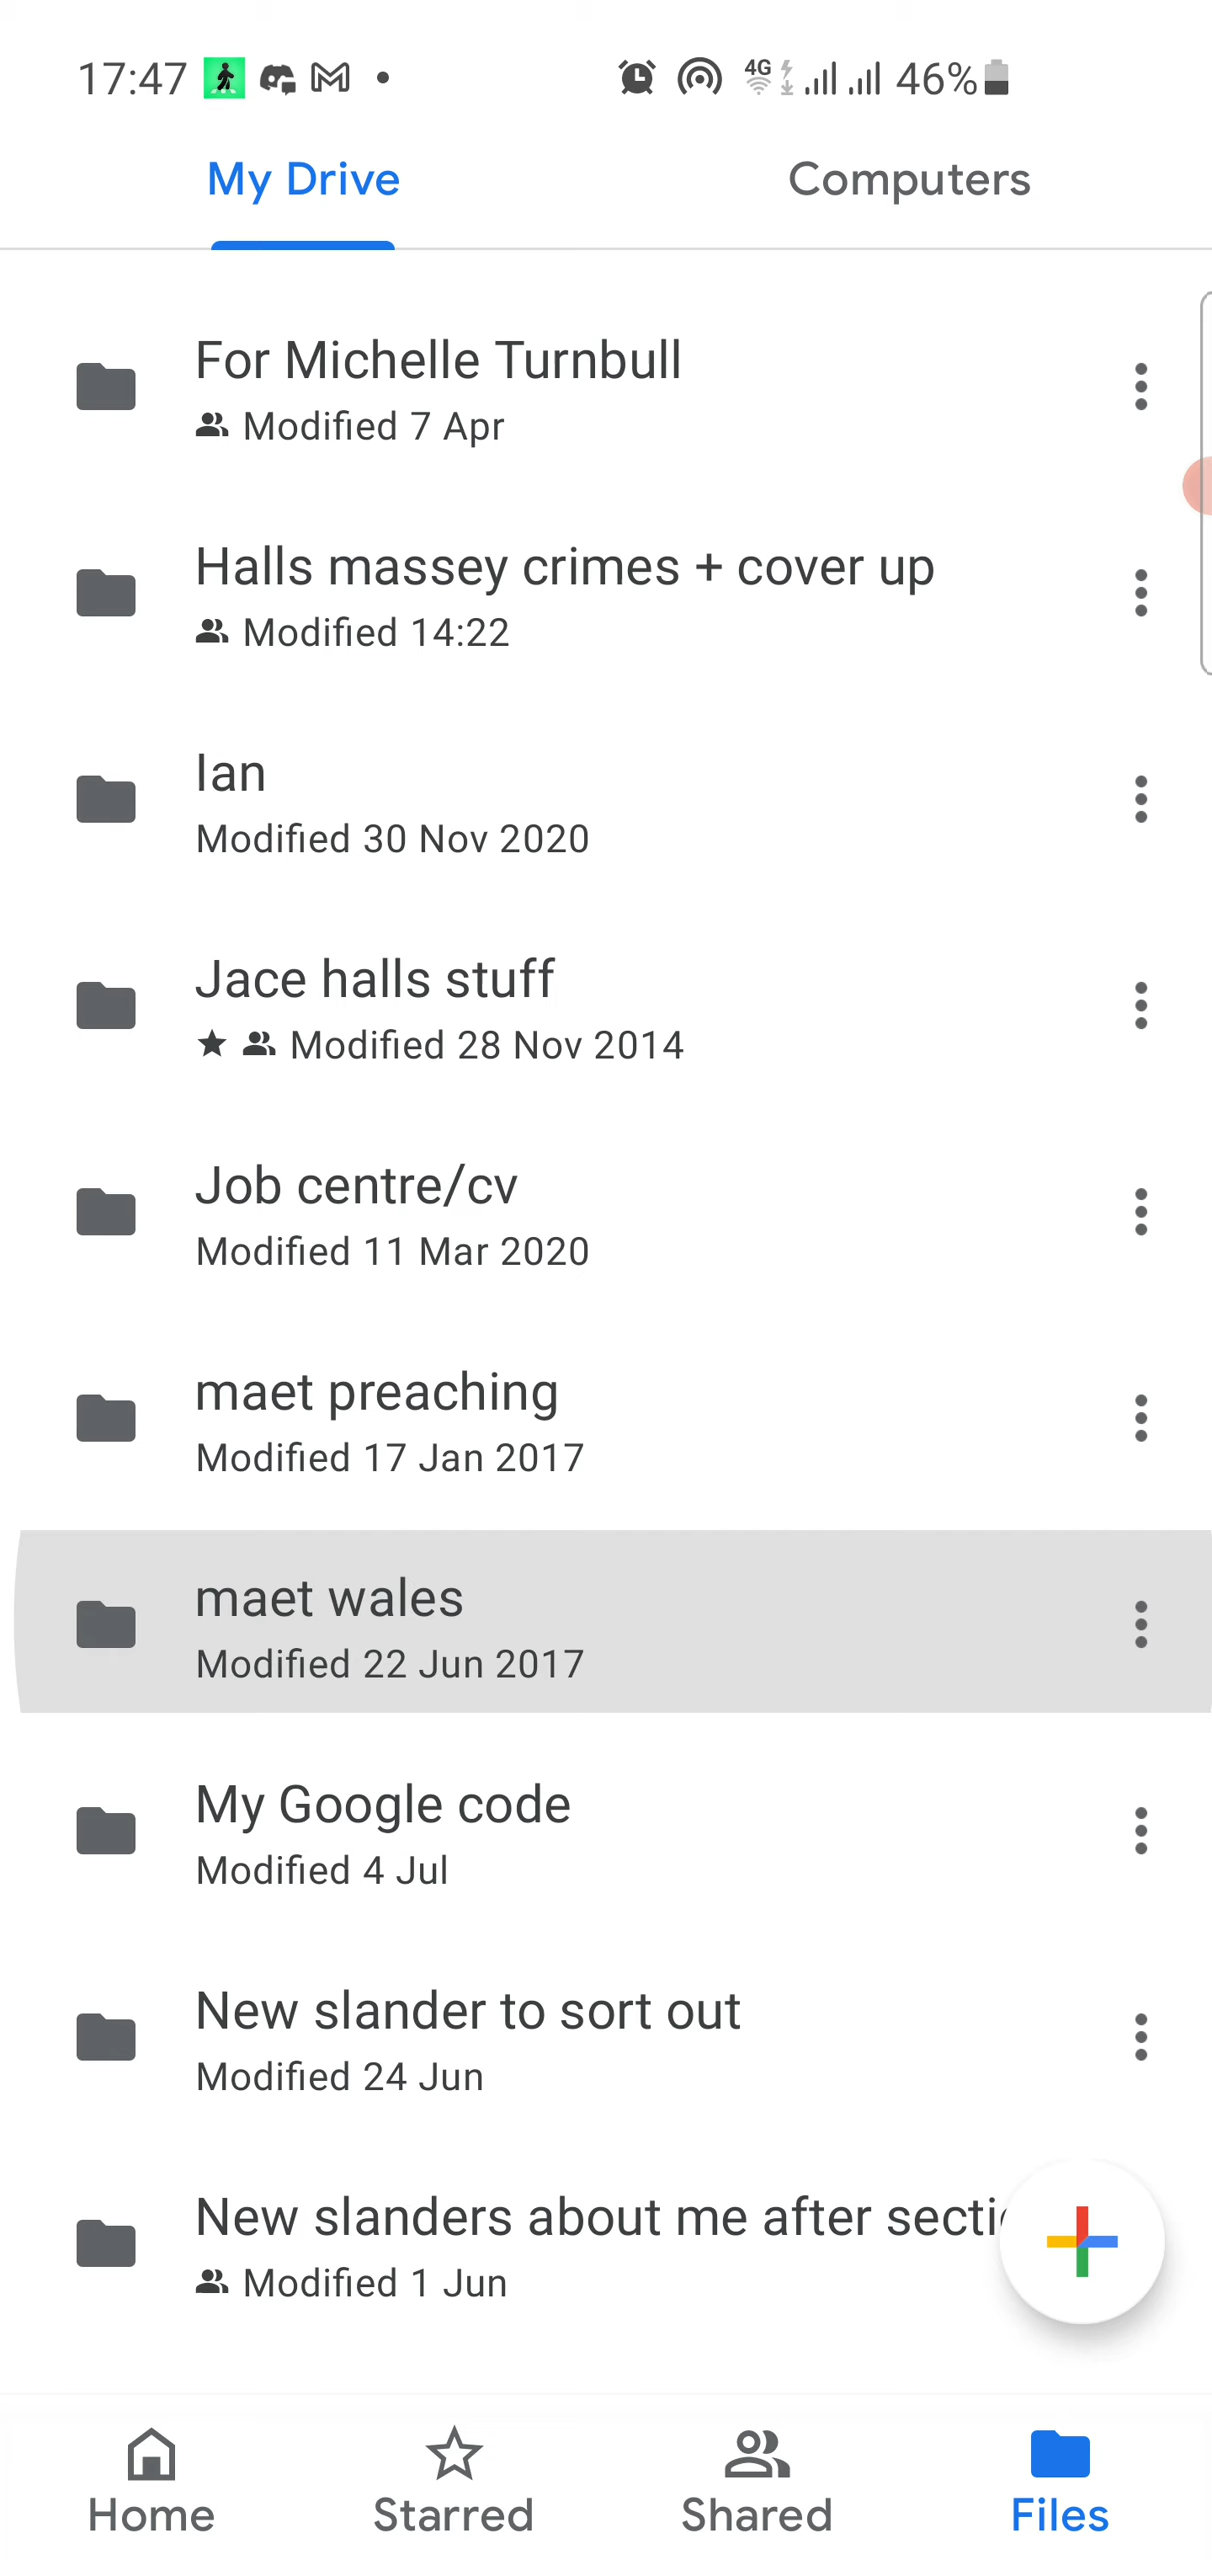 17:47 4G 46%
My Drive Computers
For Michelle Turnbull
Modified 7 Apr
Halls massey crimes + cover up
Modified 14:22
Ian
Modified 30 Nov 2020
Jace halls stuff
Modified 28 Nov 2014
Job centre/cv
Modified 11 Mar 2020
maet preaching
Modified 17 Jan 2017
maet wales
Modified 22 Jun 2017
My Google code
Modified 4 Jul
New slander to sort out
Modified 24 Jun
New slanders about me after
Modified 1 Jun
Home Starred Shared Files